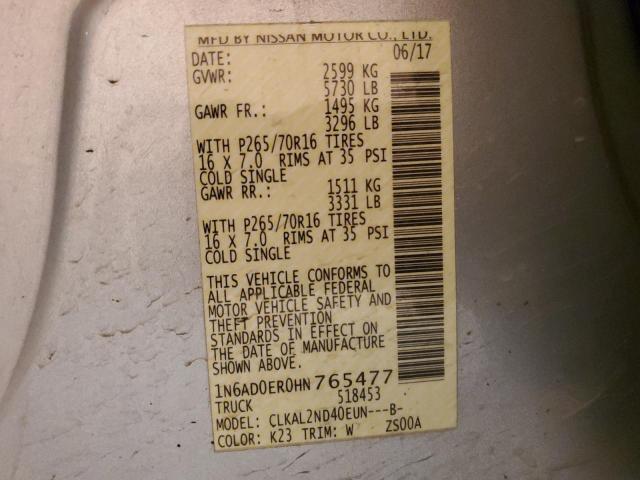 MFD BY NISSAN MOTOR CO., LTD.
DATE: 06/17
GVWR: 2599 KG
5730 LB
GAWR FR.: 1495 KG
3296 LB
WITH P265/70R16 TIRES
16 X 7.0 RIMS AT 35 PSI
COLD SINGLE
GAWR RR.: 1511 KG
3331 LB
WITH P265/70R16 TIRES
16 X 7.0 RIMS AT 35 PSI
COLD SINGLE
THIS VEHICLE CONFORMS TO
ALL APPLICABLE FEDERAL
MOTOR VEHICLE SAFETY AND
THEFT PREVENTION
STANDARDS IN EFFECT ON
THE DATE OF MANUFACTURE
SHOWN ABOVE.
1N6AD0ER0HN765477
TRUCK 518453
MODEL: CLKAL2ND40EUN---B-
COLOR: K23 TRIM: W ZS00A